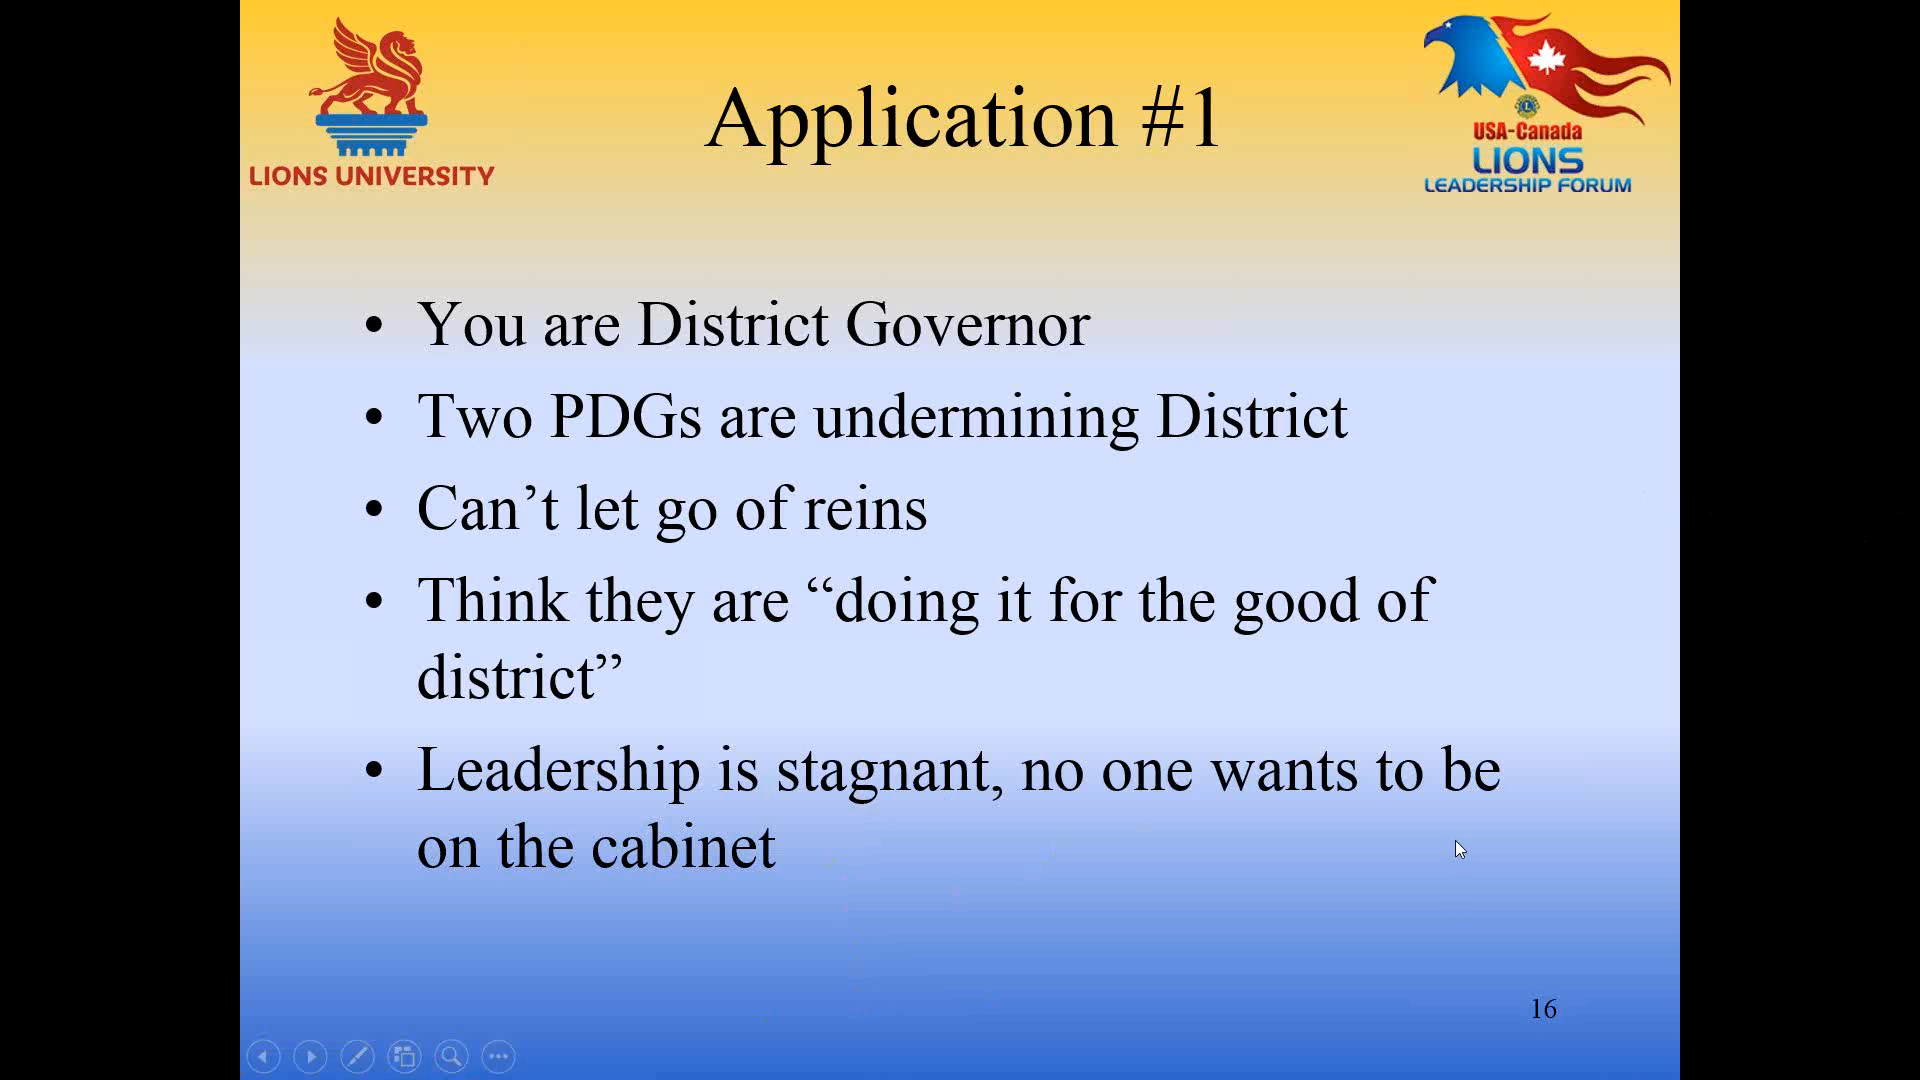 LIONS UNIVERSITY
Application #1
USA-Canada
LIONS
LEADERSHIP FORUM
• You are District Governor
• Two PDGs are undermining District
• Can’t let go of reins
• Think they are “doing it for the good of
district”
• Leadership is stagnant, no one wants to be
on the cabinet
16